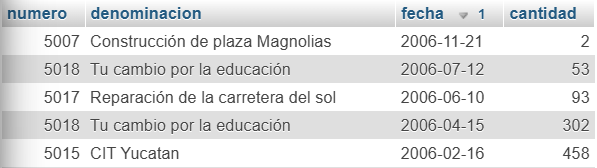 numero denominacion fecha 1 cantidad
5007 Construcción de plaza Magnolias 2006-11-21 2
5018 Tu cambio por la educación 2006-07-12 53
5017 Reparación de la carretera del sol 2006-06-10 93
5018 Tu cambio por la educación 2006-04-15 302
5015 CIT Yucatan 2006-02-16 458